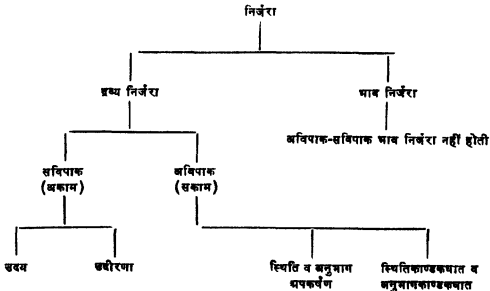 निर्जरा
द्रव्य निर्जरा
भाव निर्जरा
अविपाक-सविपाक भाव निर्जरा नहीं होती
सविपाक
(अकाम)
अविपाक
(सकाम)
उदय
उदीरणा
स्थिति व अनुभाग
अपकर्षण
स्थितिकाण्डकघात व
अनुभागकाण्डकघात